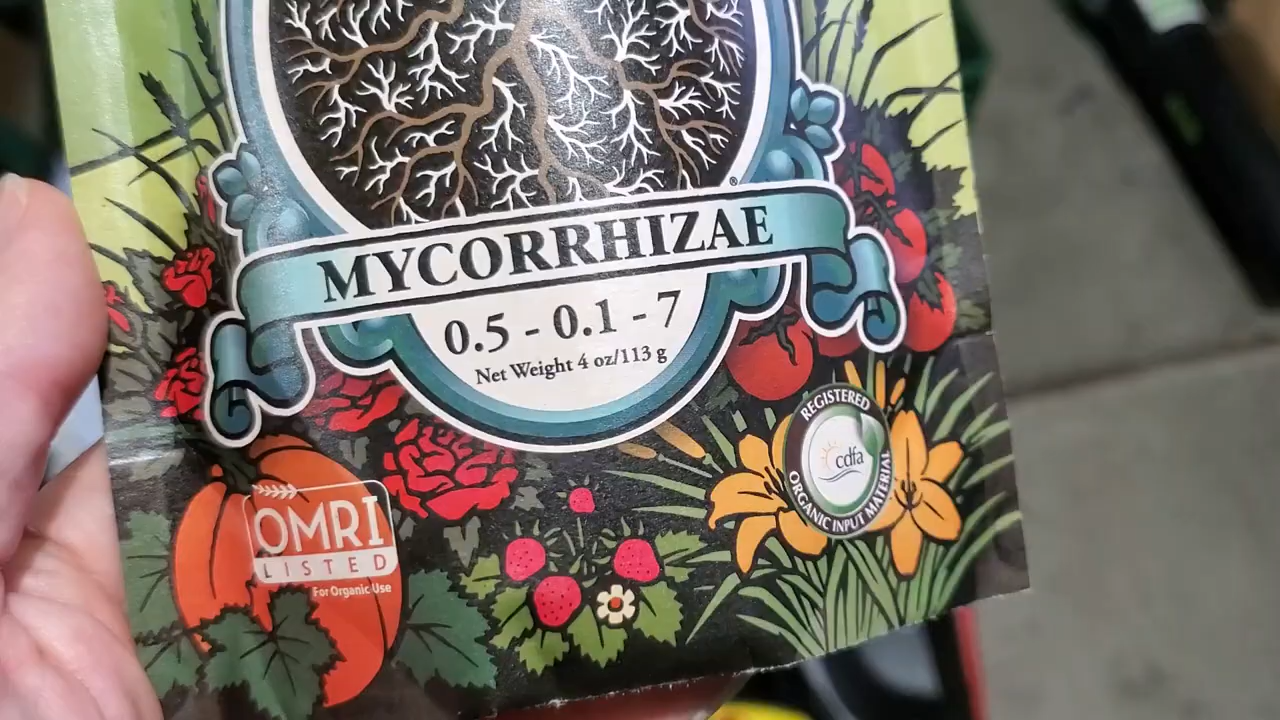 ®
MYCORRHIZAE
0.5 - 0.1 - 7
Net Weight 4 oz/113 g
REGISTERED
cdfa
ORGANIC INPUT MATERIAL
OMRI
LISTED
For Organic Use